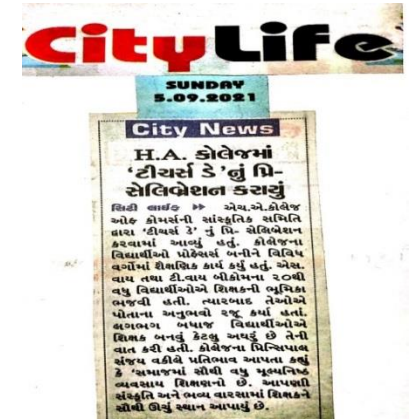 City Life
SUNDAY
5.09.2021
City News
H.A. કોલેજમાં
‘ટીચર્સ ડે’નું પ્રિ-
સેલિબ્રેશન કરાયું
સિટી લાઈફ ▶▶ એચ.એ.કોલેજ
ઓફ કોમર્સની સાંસ્કૃતિક સમિતિ
દ્વારા ‘ટીચર્સ ડે’ નું પ્રિ- સેલિબ્રેશન
કરવામાં આવ્યું હતું. કોલેજના
વિદ્યાર્થીઓ પ્રોફેસર્સ બનીને વિવિધ
વર્ગોમાં શૈક્ષણિક કાર્ય કર્યું હતું. એસ.
વાય તથા ટી.વાય બીકોમના ૨૦થી
વધુ વિદ્યાર્થીઓએ શિક્ષકની ભુમિકા
ભજવી હતી. ત્યારબાદ તેઓએ
પોતાના અનુભવો રજૂ કર્યા હતાં.
લગભગ બધાજ વિદ્યાર્થીઓએ
શિક્ષક બનવું કેટલુ અઘરું છે તેની
વાત કરી હતી. કોલેજના પ્રિન્સિપાલ
સંજય વકીલે પ્રતિભાવ આપતા કહ્યું
કે ‘સમાજમાં સૌથી વધુ મૂલ્યનિષ્ઠ
વ્યવસાય શિક્ષણનો છે. આપણી
સંસ્કૃતિ અને ભવ્ય વારસામાં શિક્ષકને
સૌથી ઊંચું સ્થાન આપાયું છે.